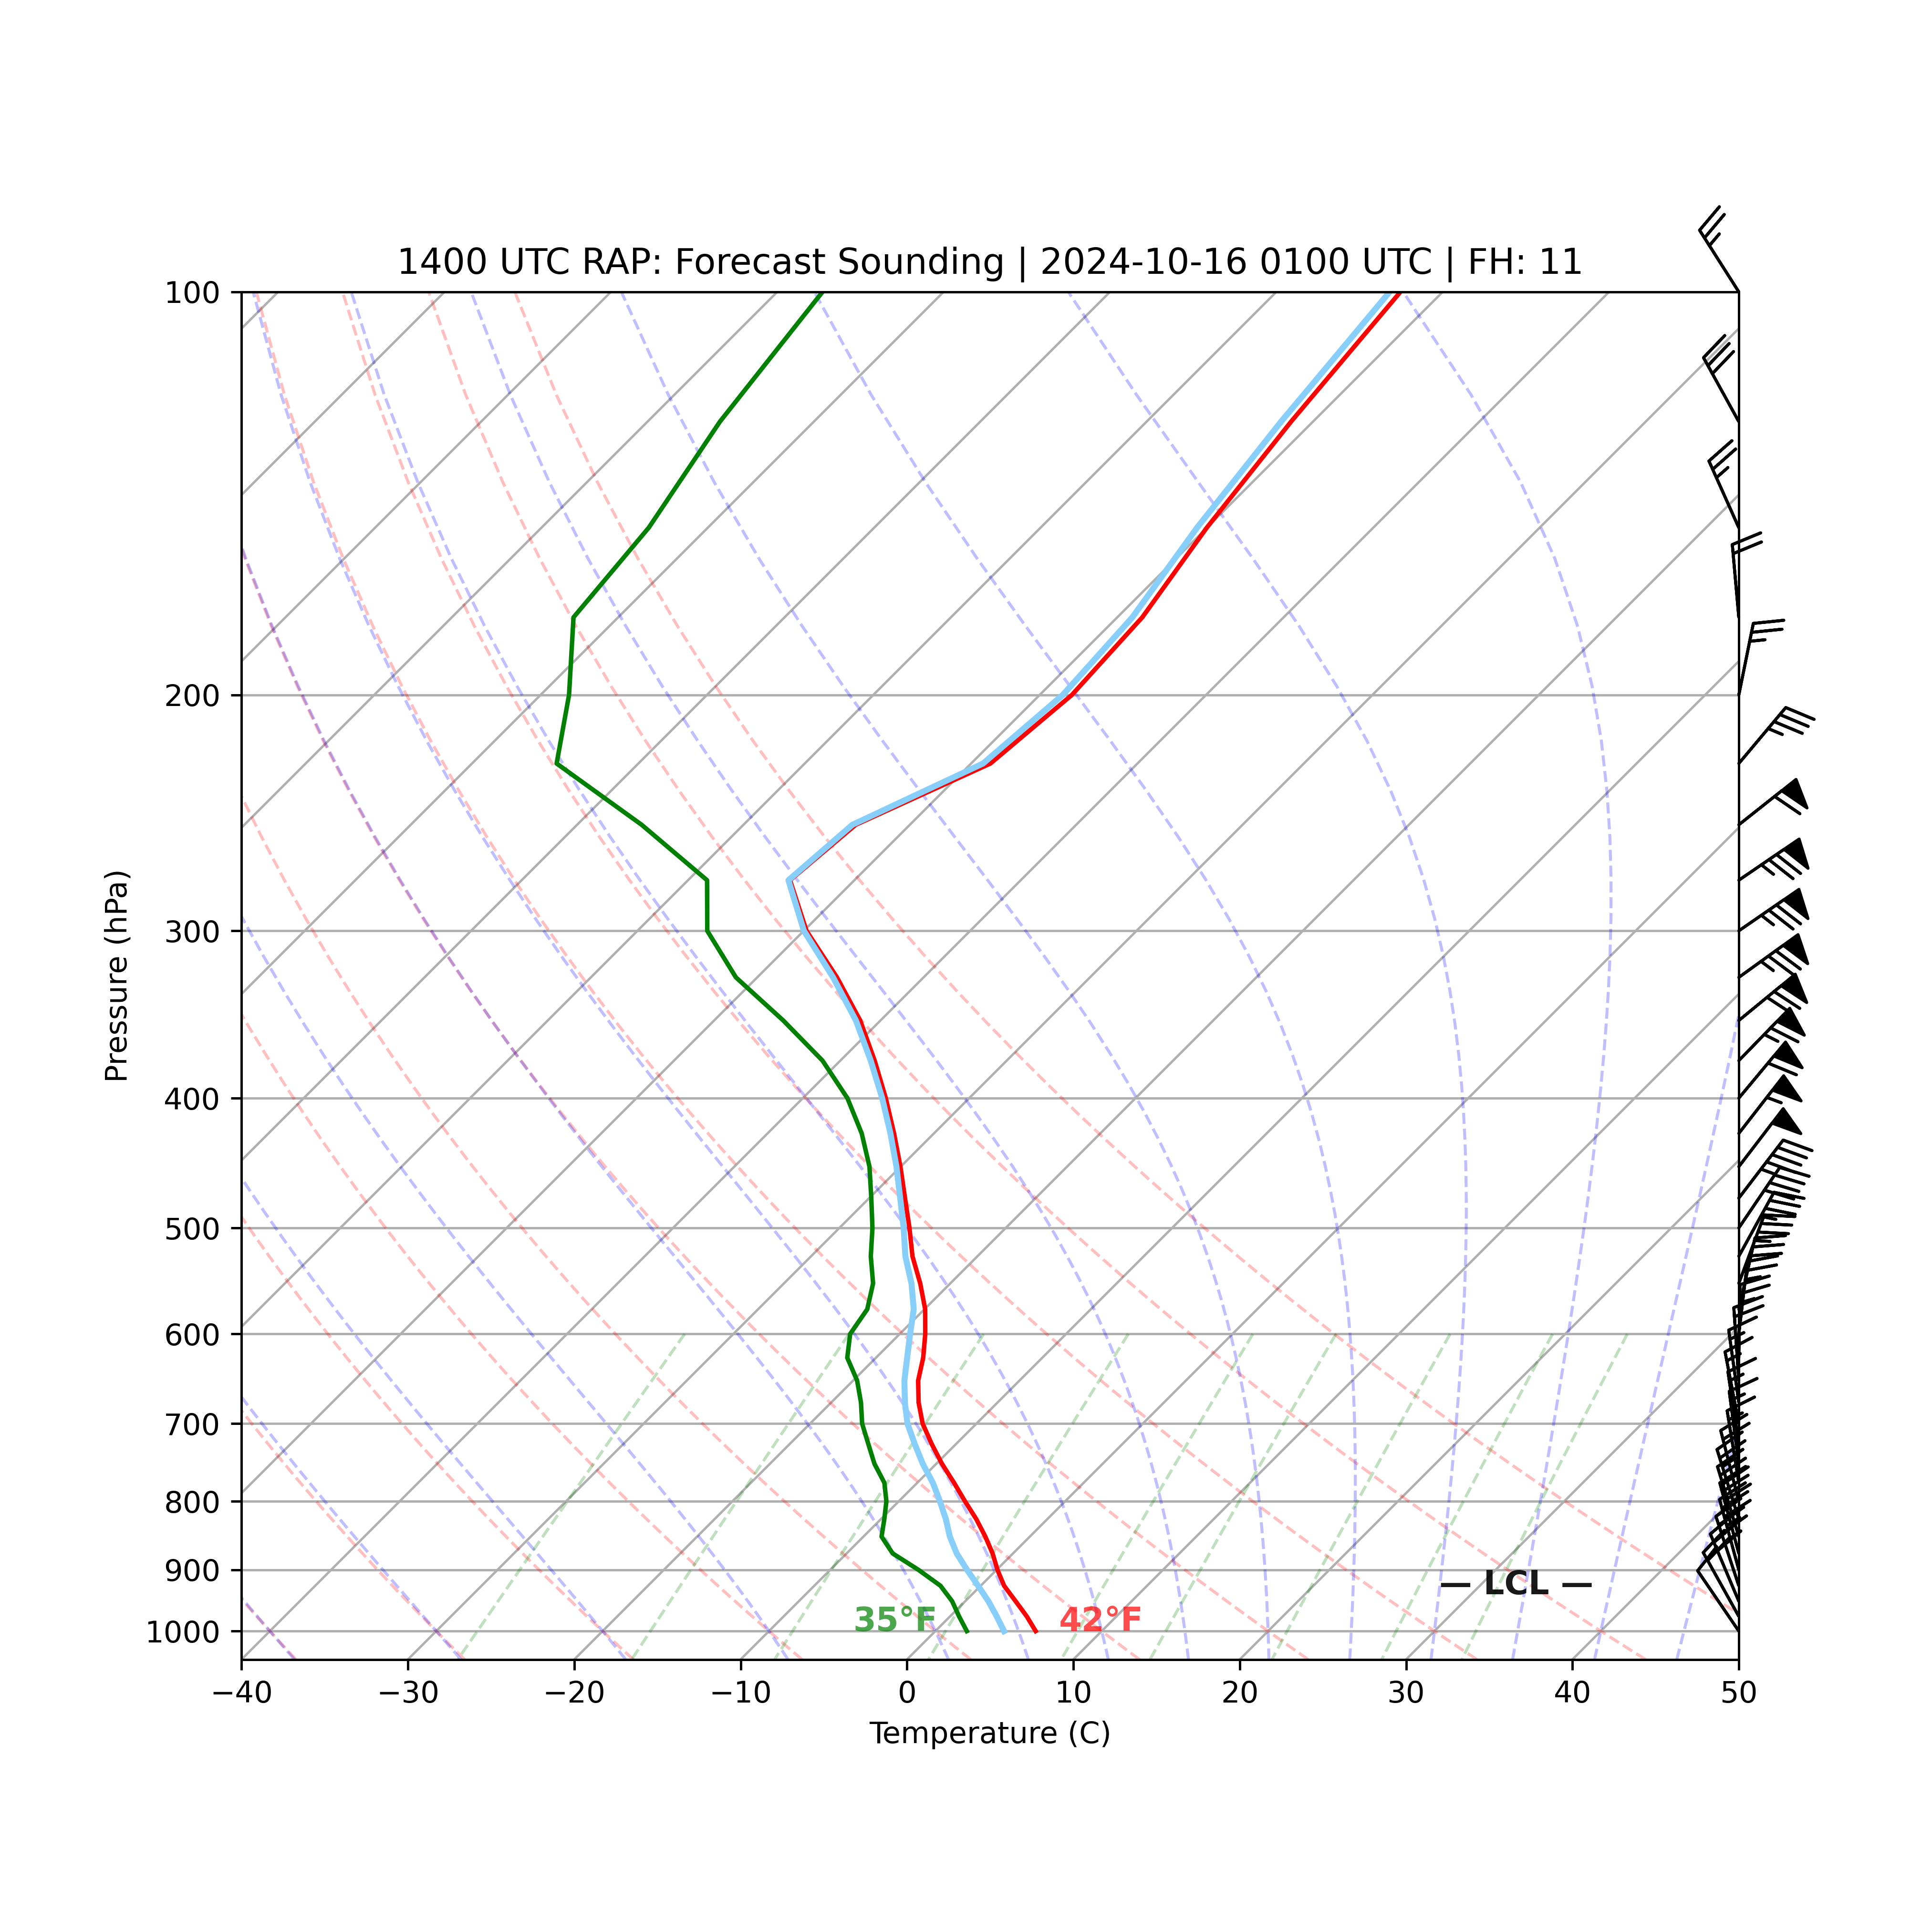 1400 UTC RAP: Forecast Sounding | 2024-10-16 0100 UTC | FH: 11
100
200
300
400
500
600
700
800
900
1000
Pressure (hPa)
— LCL —
35°F
42°F
−40 −30 −20 −10 0 10 20 30 40 50
Temperature (C)